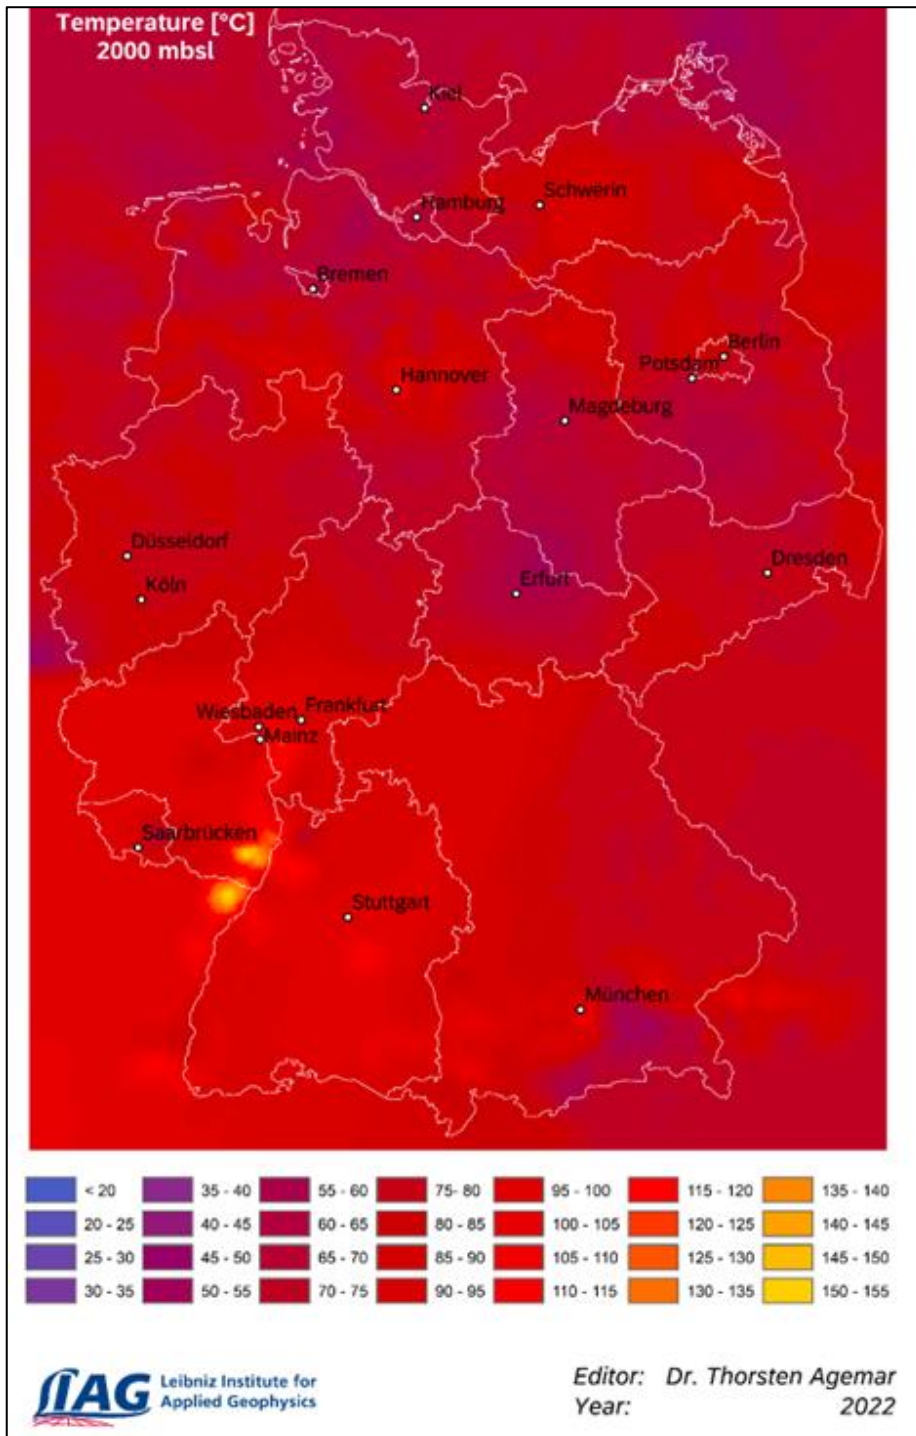 Temperature [°C]
2000 mbsl
Kiel
Schwerin
Hamburg
Bremen
Berlin
Potsdam
Hannover
Magdeburg
Düsseldorf
Dresden
Köln
Erfurt
Frankfurt
Wiesbaden
Mainz
Saarbrücken
Stuttgart
München
< 20 35 - 40 55 - 60 75- 80 95 - 100 115 - 120 135 - 140
20 - 25 40 - 45 60 - 65 80 - 85 100 - 105 120 - 125 140 - 145
25 - 30 45 - 50 65 - 70 85 - 90 105 - 110 125 - 130 145 - 150
30 - 35 50 - 55 70 - 75 90 - 95 110 - 115 130 - 135 150 - 155
LIAG Leibniz Institute for
Applied Geophysics
Editor: Dr. Thorsten Agemar
Year: 2022